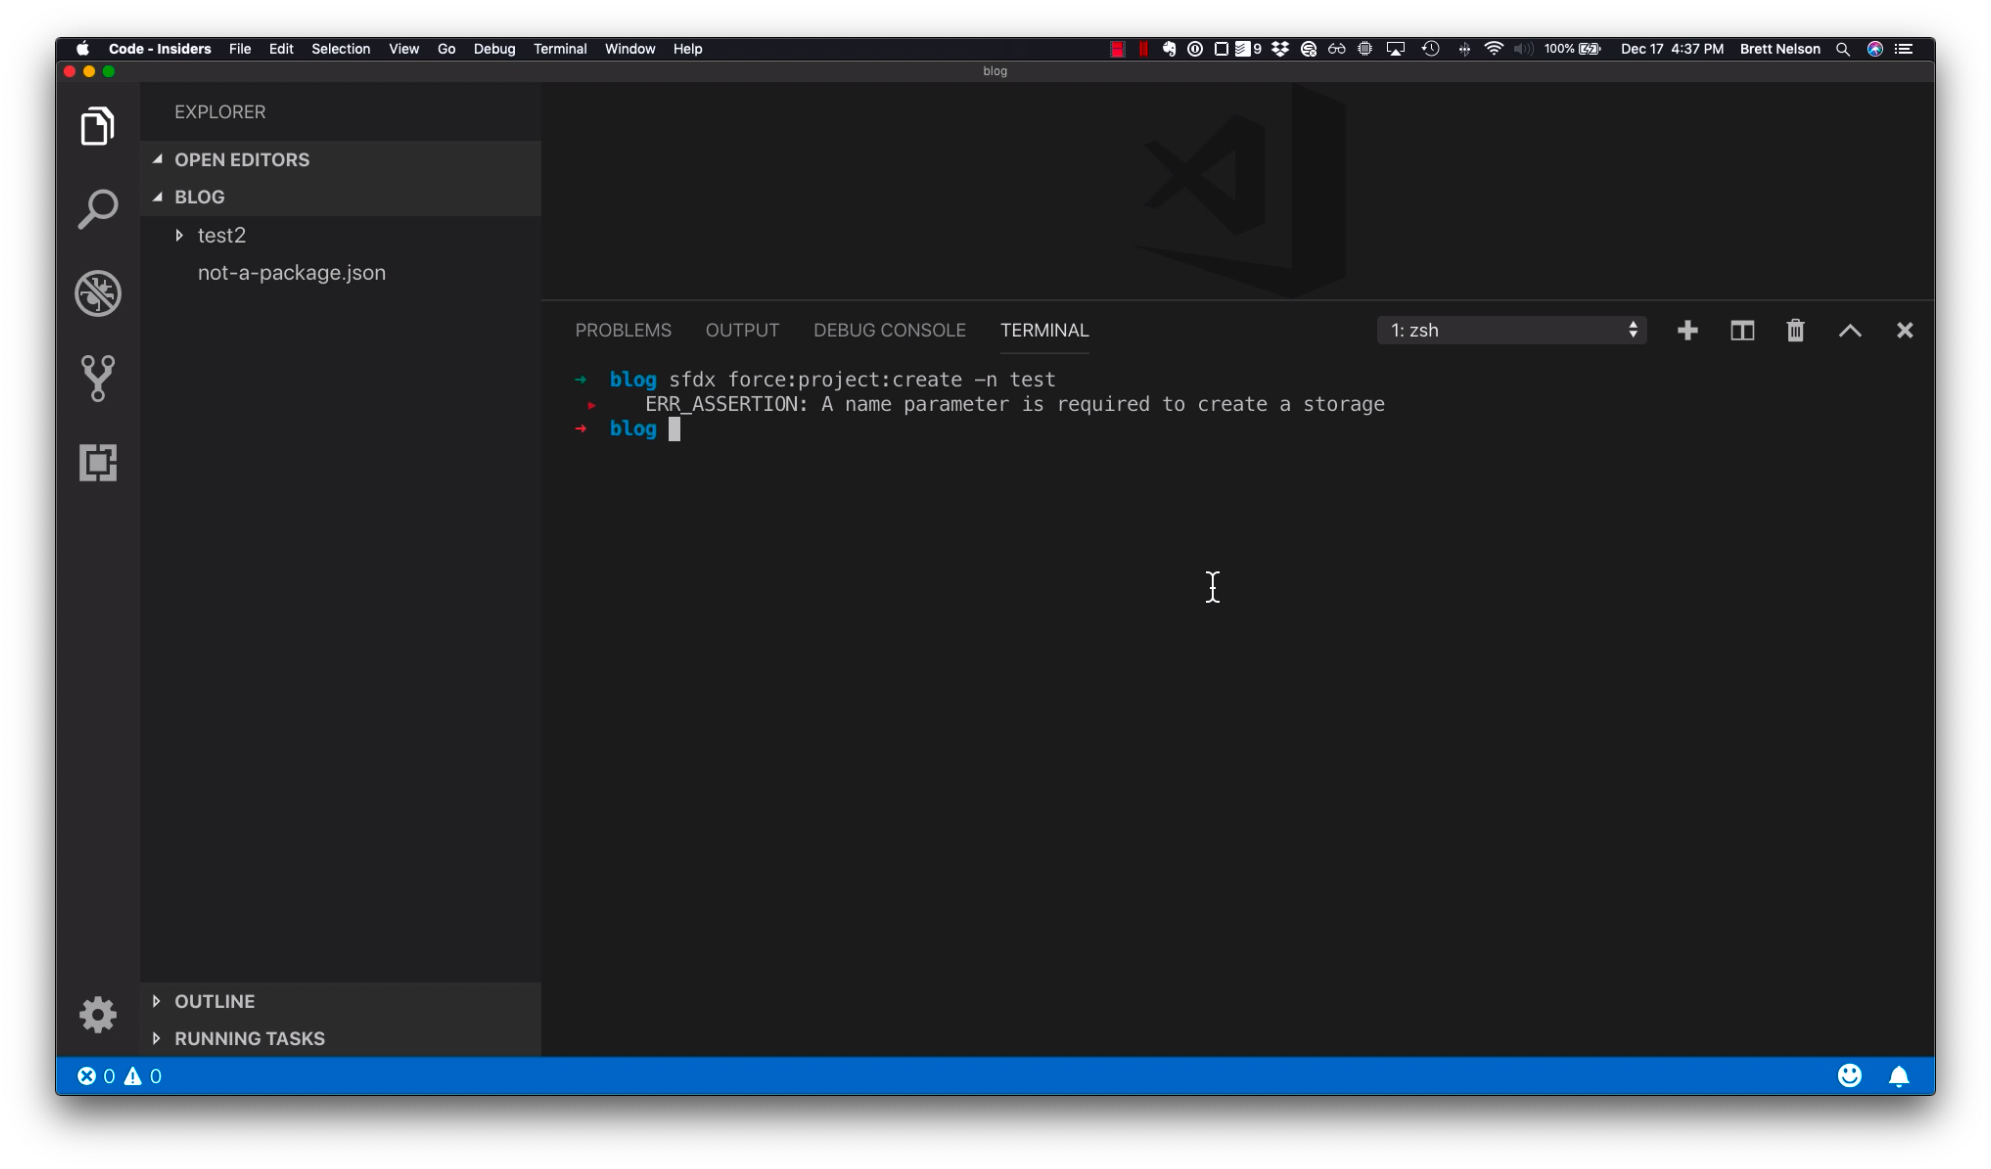 Code - Insiders File Edit Selection View Go Debug Terminal Window Help 9 100% Dec 17 4:37 PM Brett Nelson
blog
EXPLORER
OPEN EDITORS
BLOG
test2
not-a-package.json
PROBLEMS OUTPUT DEBUG CONSOLE TERMINAL 1: zsh
➜ blog sfdx force:project:create -n test
▸ ERR_ASSERTION: A name parameter is required to create a storage
➜ blog
OUTLINE
RUNNING TASKS
0 0